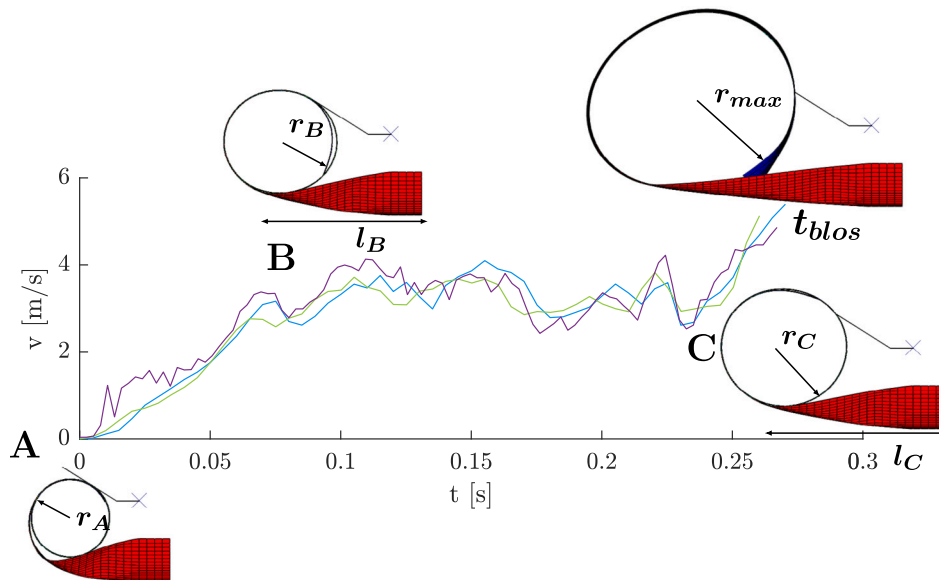 r_max
r_B
6
l_B
t_blos
B
4
v [m/s]
2
C
r_C
A
0
0
0.05
0.1
0.15
0.2
0.25
0.3
l_C
t [s]
r_A